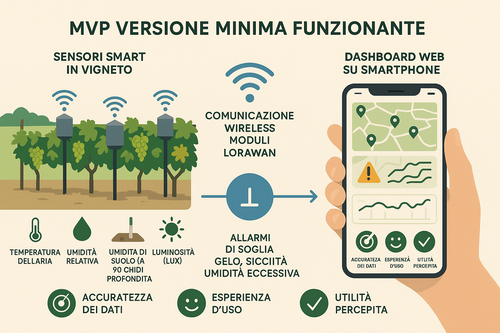 MVP VERSIONE MINIMA FUNZIONANTE
SENSORI SMART
IN VIGNETO
COMUNICAZIONE
WIRELESS
MODULI
LORAWAN
DASHBOARD WEB
SU SMARTPHONE
TEMPERATURA
DELLARIA
UMIDITÀ
RELATIVA
UMIDITA DI
SUOLO (A
90 CHIDI
PROFONDITA
LUMINOSITÀ
(LUX)
ALLARMI
DI SOGLIA
GELO, SICCIITÀ
UMIDITÀ ECCESSIVA
ACCURATEZZA
DEI DATI
ESPERIENZA
D'USO
UTILITÀ
PERCEPITA
ACCURATEZZA
DEI DATI
ESPERIENZA
D'USO
UTILITÀ
PERCEPITA